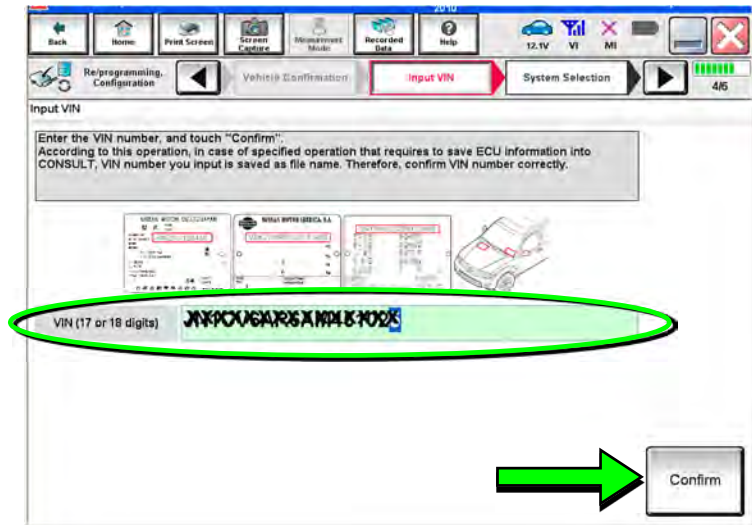 2010
Back Home Print Screen Screen Capture Measurement Mode Recorded Data Help 12.1V VI MI
Re/programming, Configuration Vehicle Confirmation Input VIN System Selection 4/6
Input VIN
Enter the VIN number, and touch "Confirm".
According to this operation, in case of specified operation that requires to save ECU information into
CONSULT, VIN number you input is saved as file name. Therefore, confirm VIN number correctly.
VIN (17 or 18 digits)
Confirm